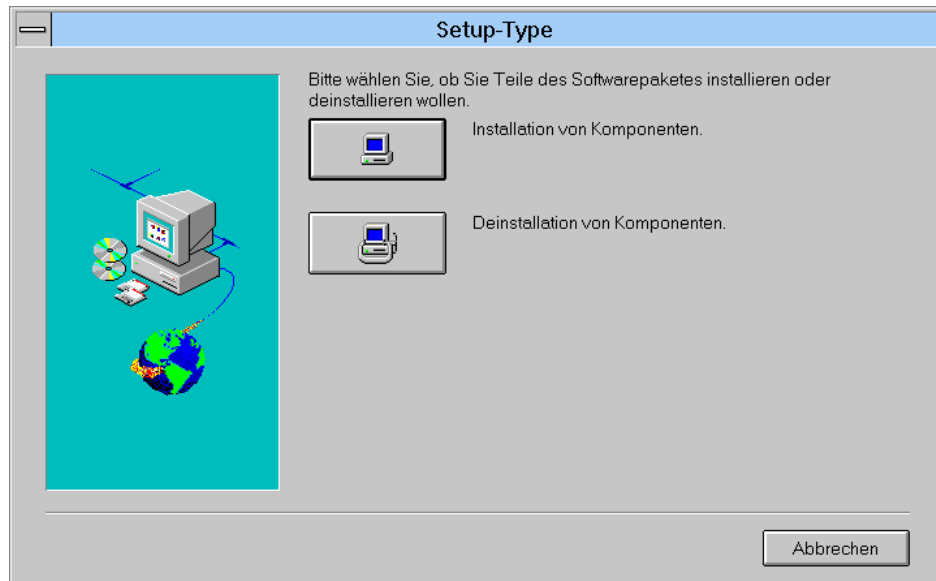 Setup-Type
Bitte wählen Sie, ob Sie Teile des Softwarepaketes installieren oder
deinstallieren wollen.
Installation von Komponenten.
Deinstallation von Komponenten.
Abbrechen